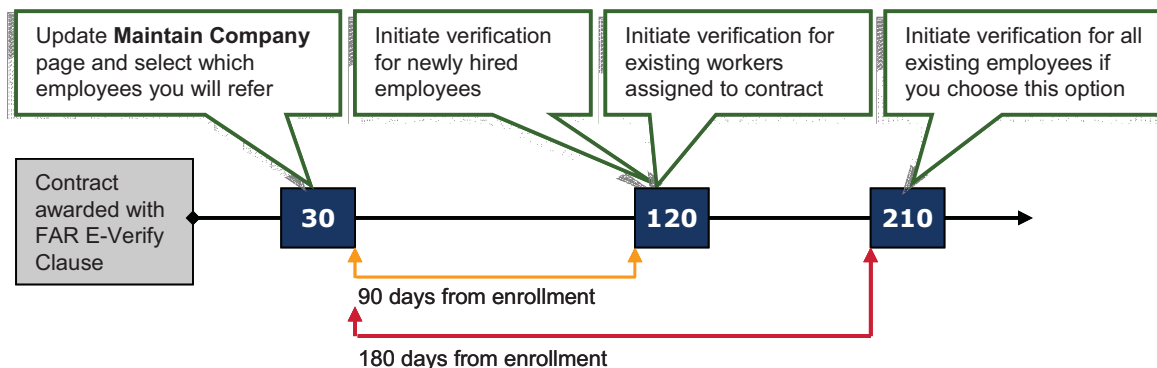 Update Maintain Company
page and select which
employees you will refer
Initiate verification
for newly hired
employees
Initiate verification for
existing workers
assigned to contract
Initiate verification for all
existing employees if
you choose this option
Contract
awarded with
FAR E-Verify
Clause
30
120
210
90 days from enrollment
180 days from enrollment